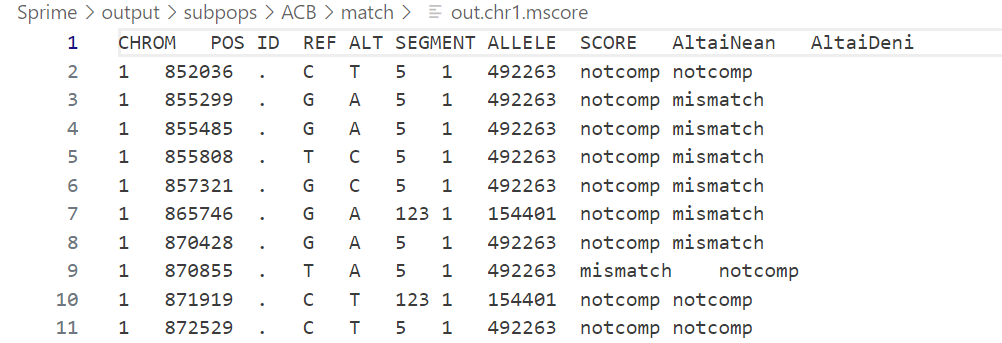 Sprime > output > subpops > ACB > match > out.chr1.mscore
1 CHROM POS ID REF ALT SEGMENT ALLELE SCORE AltaiNean AltaiDeni
2 1 852036 . C T 5 1 492263 notcomp notcomp
3 1 855299 . G A 5 1 492263 notcomp mismatch
4 1 855485 . G A 5 1 492263 notcomp mismatch
5 1 855808 . T C 5 1 492263 notcomp mismatch
6 1 857321 . G C 5 1 492263 notcomp mismatch
7 1 865746 . G A 123 1 154401 notcomp mismatch
8 1 870428 . G A 5 1 492263 notcomp mismatch
9 1 870855 . T A 5 1 492263 mismatch notcomp
10 1 871919 . C T 123 1 154401 notcomp notcomp
11 1 872529 . C T 5 1 492263 notcomp notcomp